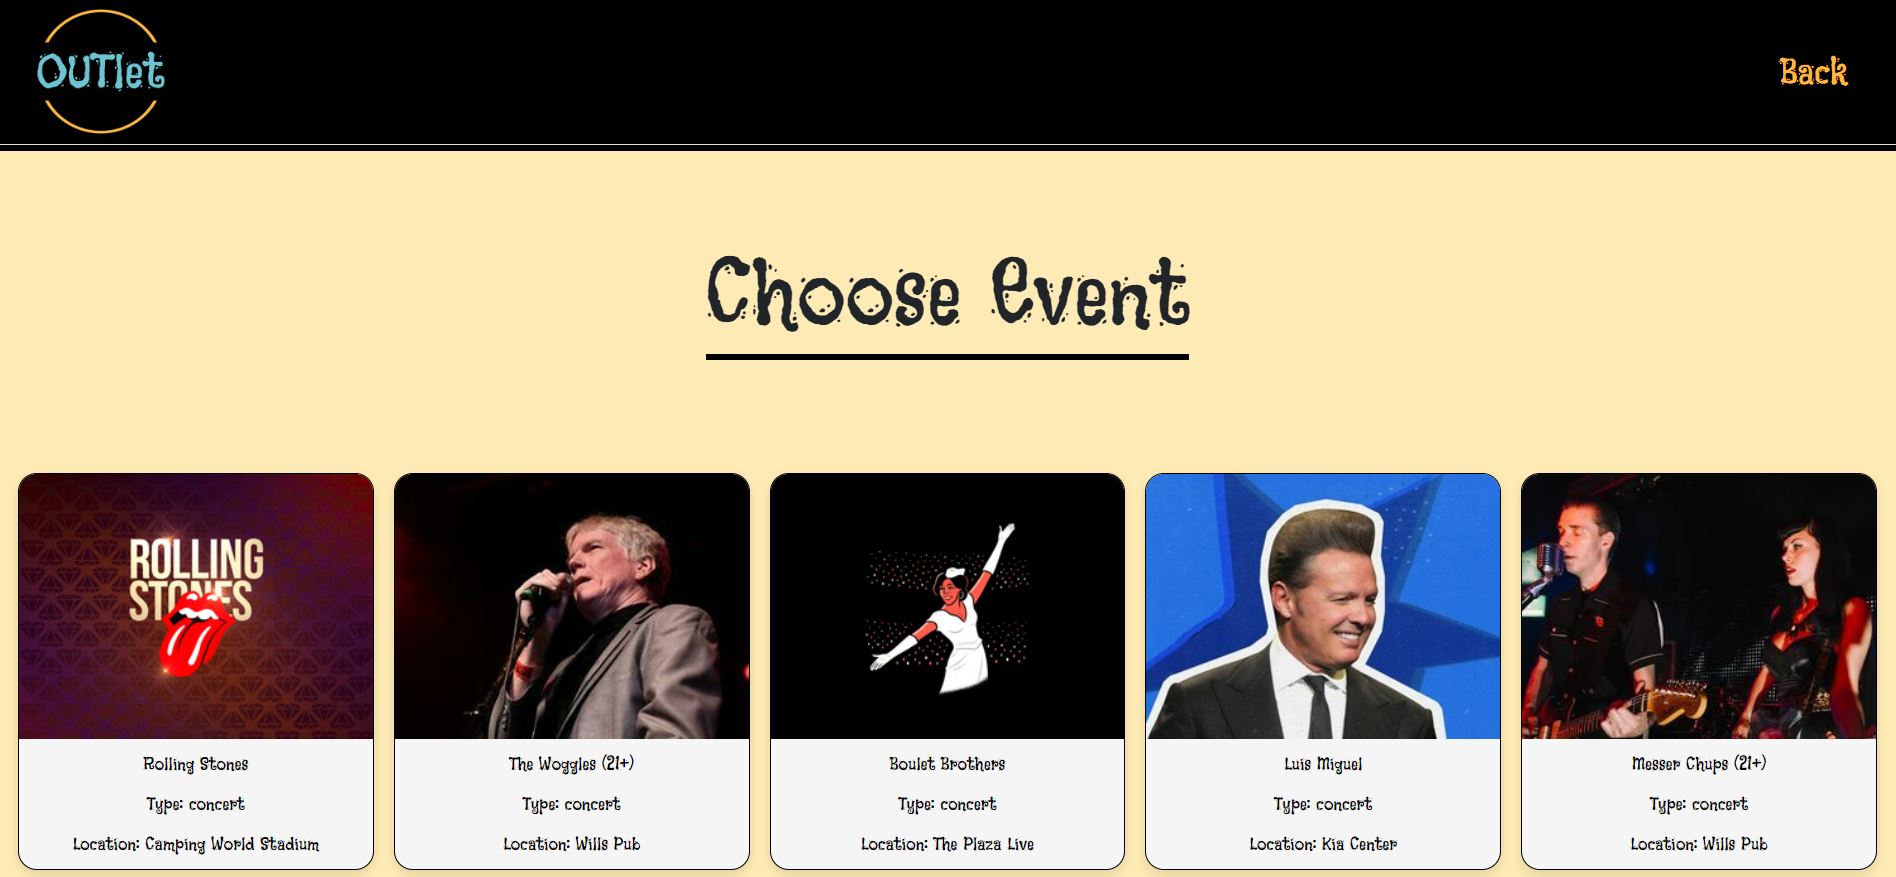 OUTlet
Back
Choose Event
ROLLING
STONES
Rolling Stones
Type: concert
Location: Camping World Stadium
The Woggles (21+)
Type: concert
Location: Wills Pub
Boulet Brothers
Type: concert
Location: The Plaza Live
Luis Miguel
Type: concert
Location: Kia Center
Messer Chups (21+)
Type: concert
Location: Wills Pub